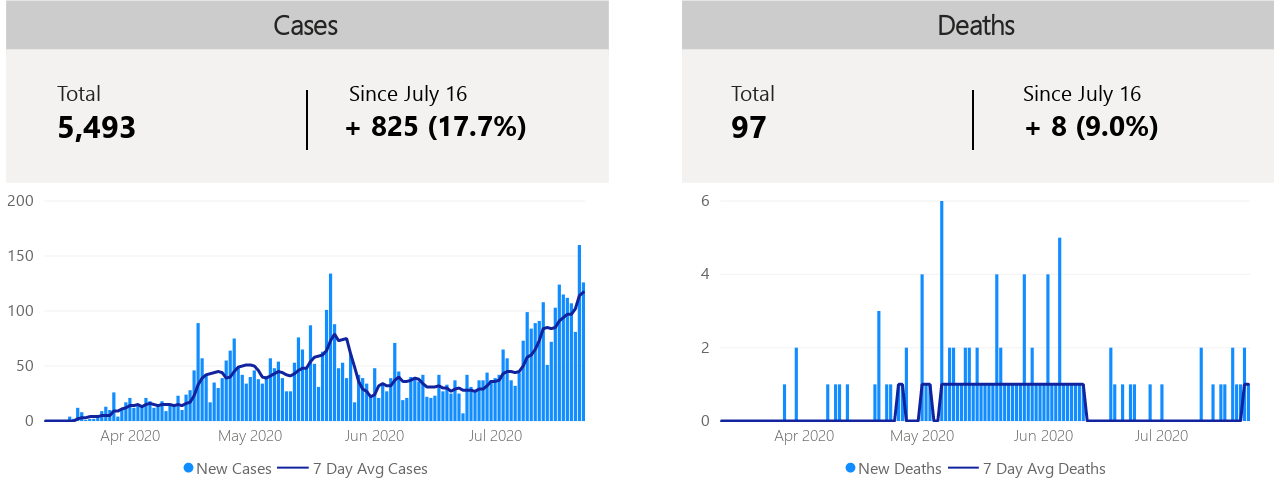 Cases
Total
5,493
Since July 16
+ 825 (17.7%)
200
150
100
50
0
Apr 2020
May 2020
Jun 2020
Jul 2020
New Cases
7 Day Avg Cases
Deaths
Total
97
Since July 16
+ 8 (9.0%)
6
4
2
0
Apr 2020
May 2020
Jun 2020
Jul 2020
New Deaths
7 Day Avg Deaths